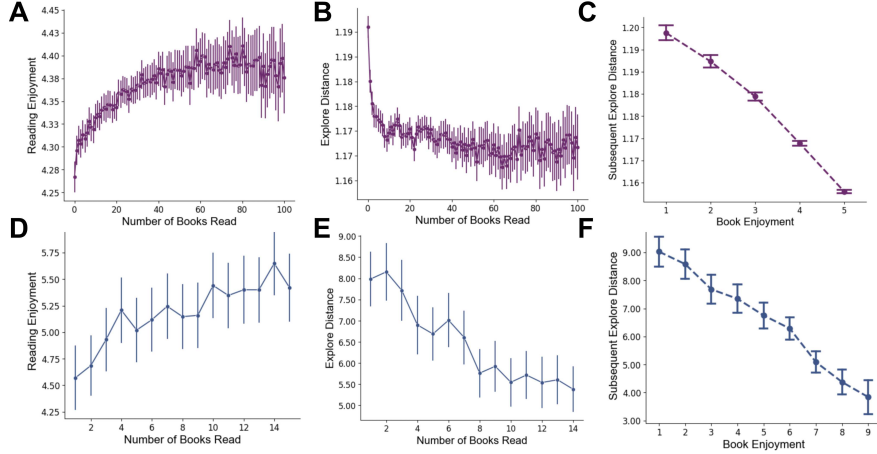 A
4.45
4.43
4.40
4.38
4.35
4.33
4.30
4.28
4.25
Reading Enjoyment
0 20 40 60 80 100
Number of Books Read
B
1.19
1.19
1.18
1.18
1.17
1.17
1.16
Explore Distance
0 20 40 60 80 100
Number of Books Read
C
1.20
1.19
1.19
1.18
1.17
1.17
1.16
Subsequent Explore Distance
1 2 3 4 5
Book Enjoyment
D
5.75
5.50
5.25
5.00
4.75
4.50
4.25
Reading Enjoyment
2 4 6 8 10 12 14
Number of Books Read
E
9.00
8.50
8.00
7.50
7.00
6.50
6.00
5.50
5.00
Explore Distance
2 4 6 8 10 12 14
Number of Books Read
F
9.00
8.00
7.00
6.00
5.00
4.00
3.00
Subsequent Explore Distance
1 2 3 4 5 6 7 8 9
Book Enjoyment